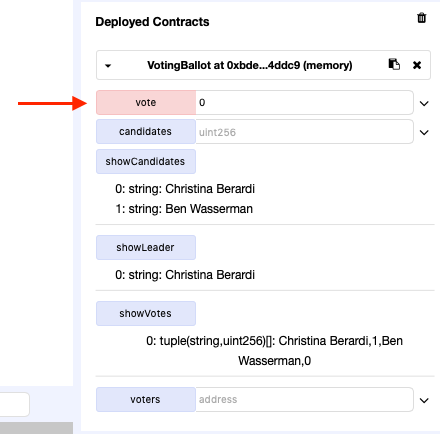 Deployed Contracts
VotingBallot at 0xbde...4ddc9 (memory)
vote 0
candidates uint256
showCandidates
0: string: Christina Berardi
1: string: Ben Wasserman
showLeader
0: string: Christina Berardi
showVotes
0: tuple(string,uint256)[]: Christina Berardi,1,Ben
Wasserman,0
voters address